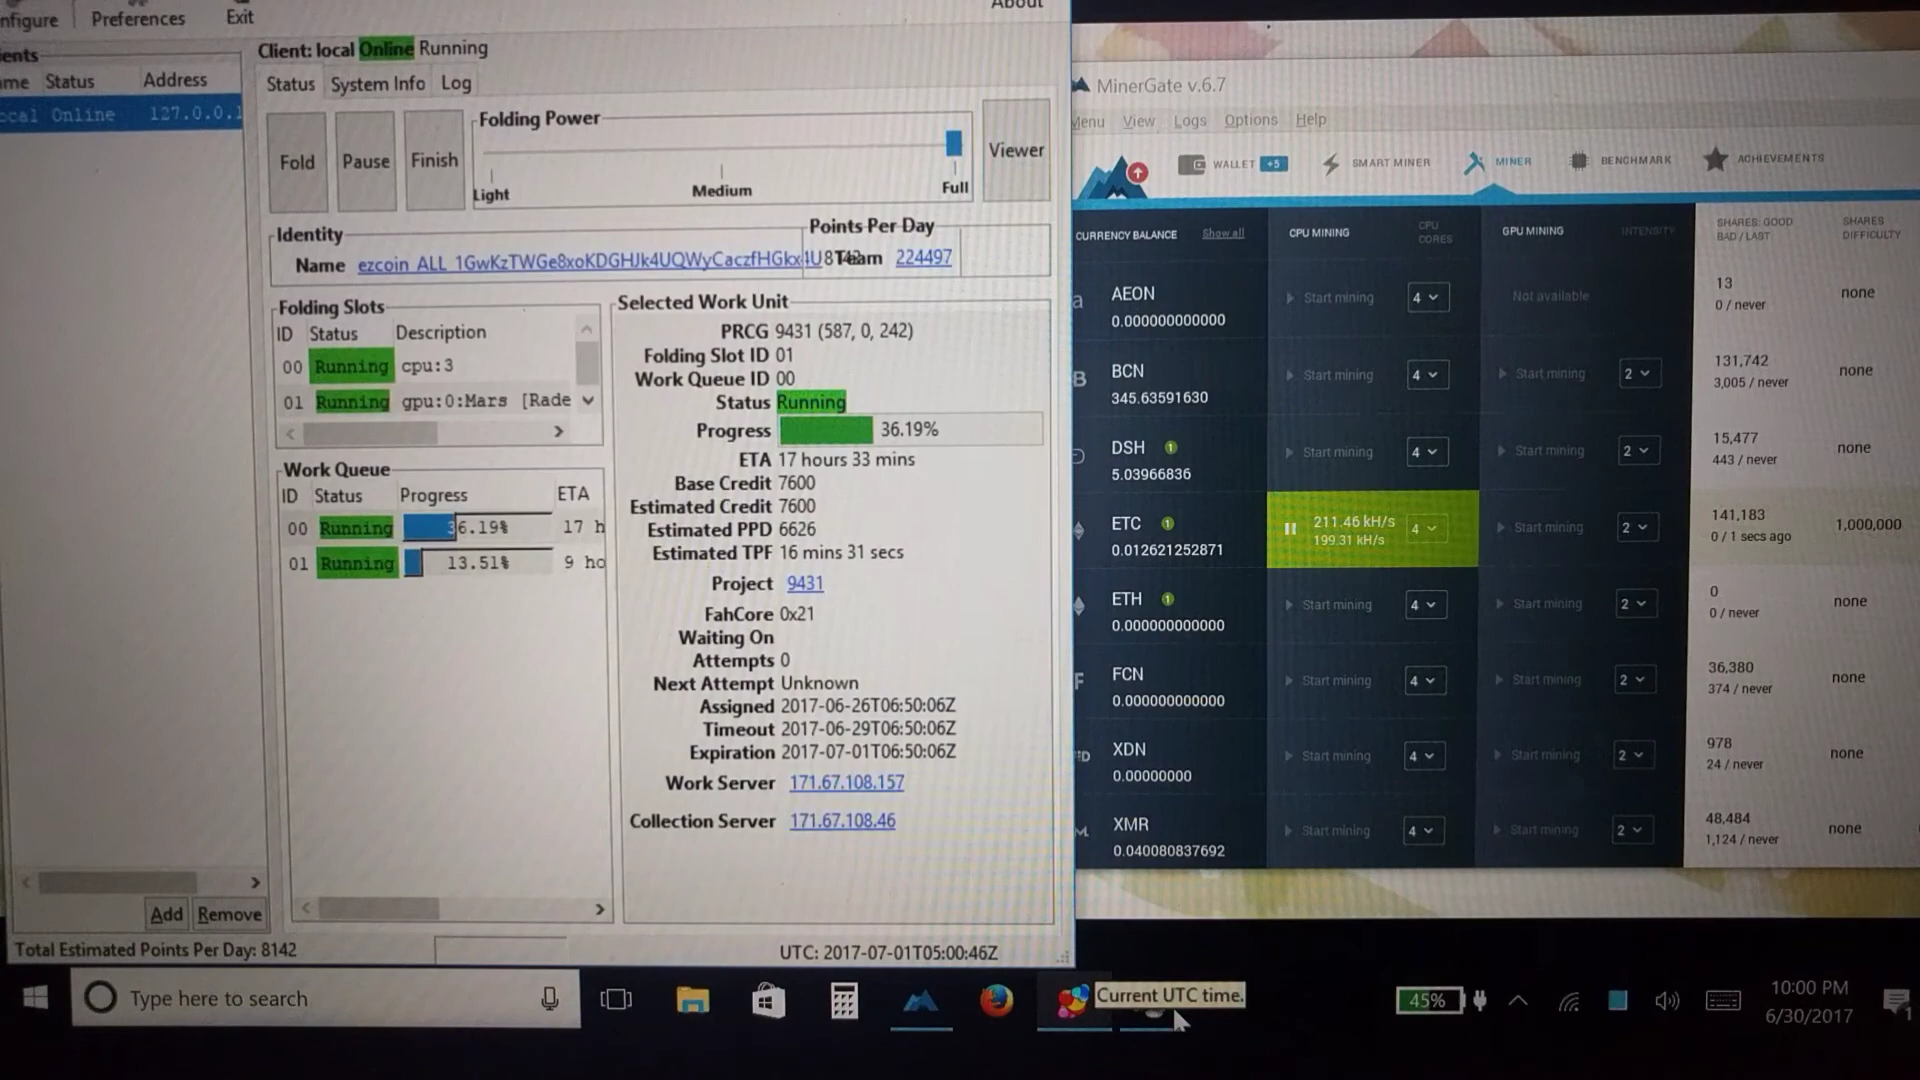 nfigure Preferences Exit About
ients
me Status Address
ocal Online 127.0.0.1
Client: local Online Running
Status System Info Log
Fold Pause Finish
Folding Power
Light Medium Full
Viewer
Identity
Points Per Day
Name ezcoin_ALL_1GwKzTWGe8xoKDGHJk4UQWyCaczfHGkx
Team 224497
Folding Slots
ID Status Description
00 Running cpu:3
01 Running gpu:0:Mars [Rade
Work Queue
ID Status Progress ETA
00 Running 36.19% 17 h
01 Running 13.51% 9 ho
Selected Work Unit
PRCG 9431 (587, 0, 242)
Folding Slot ID 01
Work Queue ID 00
Status Running
Progress 36.19%
ETA 17 hours 33 mins
Base Credit 7600
Estimated Credit 7600
Estimated PPD 6626
Estimated TPF 16 mins 31 secs
Project 9431
FahCore 0x21
Waiting On
Attempts 0
Next Attempt Unknown
Assigned 2017-06-26T06:50:06Z
Timeout 2017-06-29T06:50:06Z
Expiration 2017-07-01T06:50:06Z
Work Server 171.67.108.157
Collection Server 171.67.108.46
Add Remove
Total Estimated Points Per Day: 8142
UTC: 2017-07-01T05:00:46Z
MinerGate v.6.7
Menu View Logs Options Help
WALLET +5 SMART MINER MINER BENCHMARK ACHIEVEMENTS
CURRENCY BALANCE Show all CPU MINING CPU CORES GPU MINING INTENSITY SHARES: GOOD BAD / LAST SHARES DIFFICULTY
AEON Start mining 4 Not available 13 none
0.000000000000 0 / never
BCN Start mining 4 Start mining 2 131,742 none
345.63591630 3,005 / never
DSH 1 Start mining 4 Start mining 2 15,477 none
5.03966836 443 / never
ETC 1 211.46 kH/s 4 Start mining 2 141,183 1,000,000
0.012621252871 199.31 kH/s 0 / 1 secs ago
ETH 1 Start mining 4 Start mining 2 0 none
0.000000000000 0 / never
FCN Start mining 4 Start mining 2 36,380 none
0.000000000000 374 / never
XDN Start mining 4 Start mining 2 978 none
0.00000000 24 / never
XMR Start mining 4 Start mining 2 48,484 none
0.040080837692 1,124 / never
Type here to search
Current UTC time.
45%
10:00 PM
6/30/2017
1